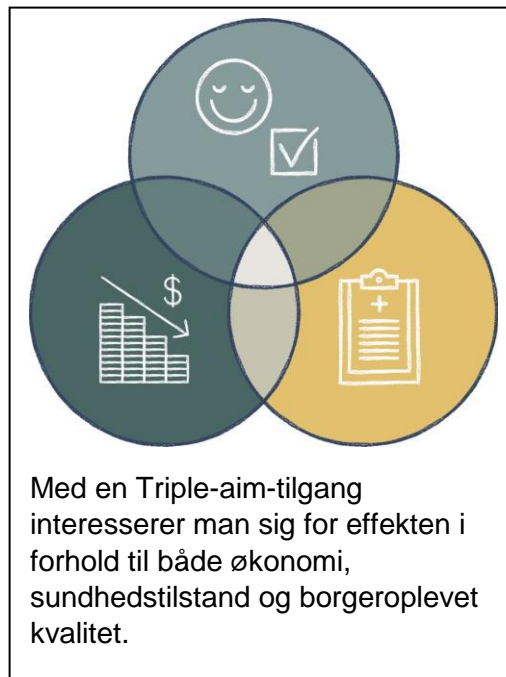 $
Med en Triple-aim-tilgang
interesserer man sig for effekten i
forhold til både økonomi,
sundhedstilstand og borgeroplevet
kvalitet.